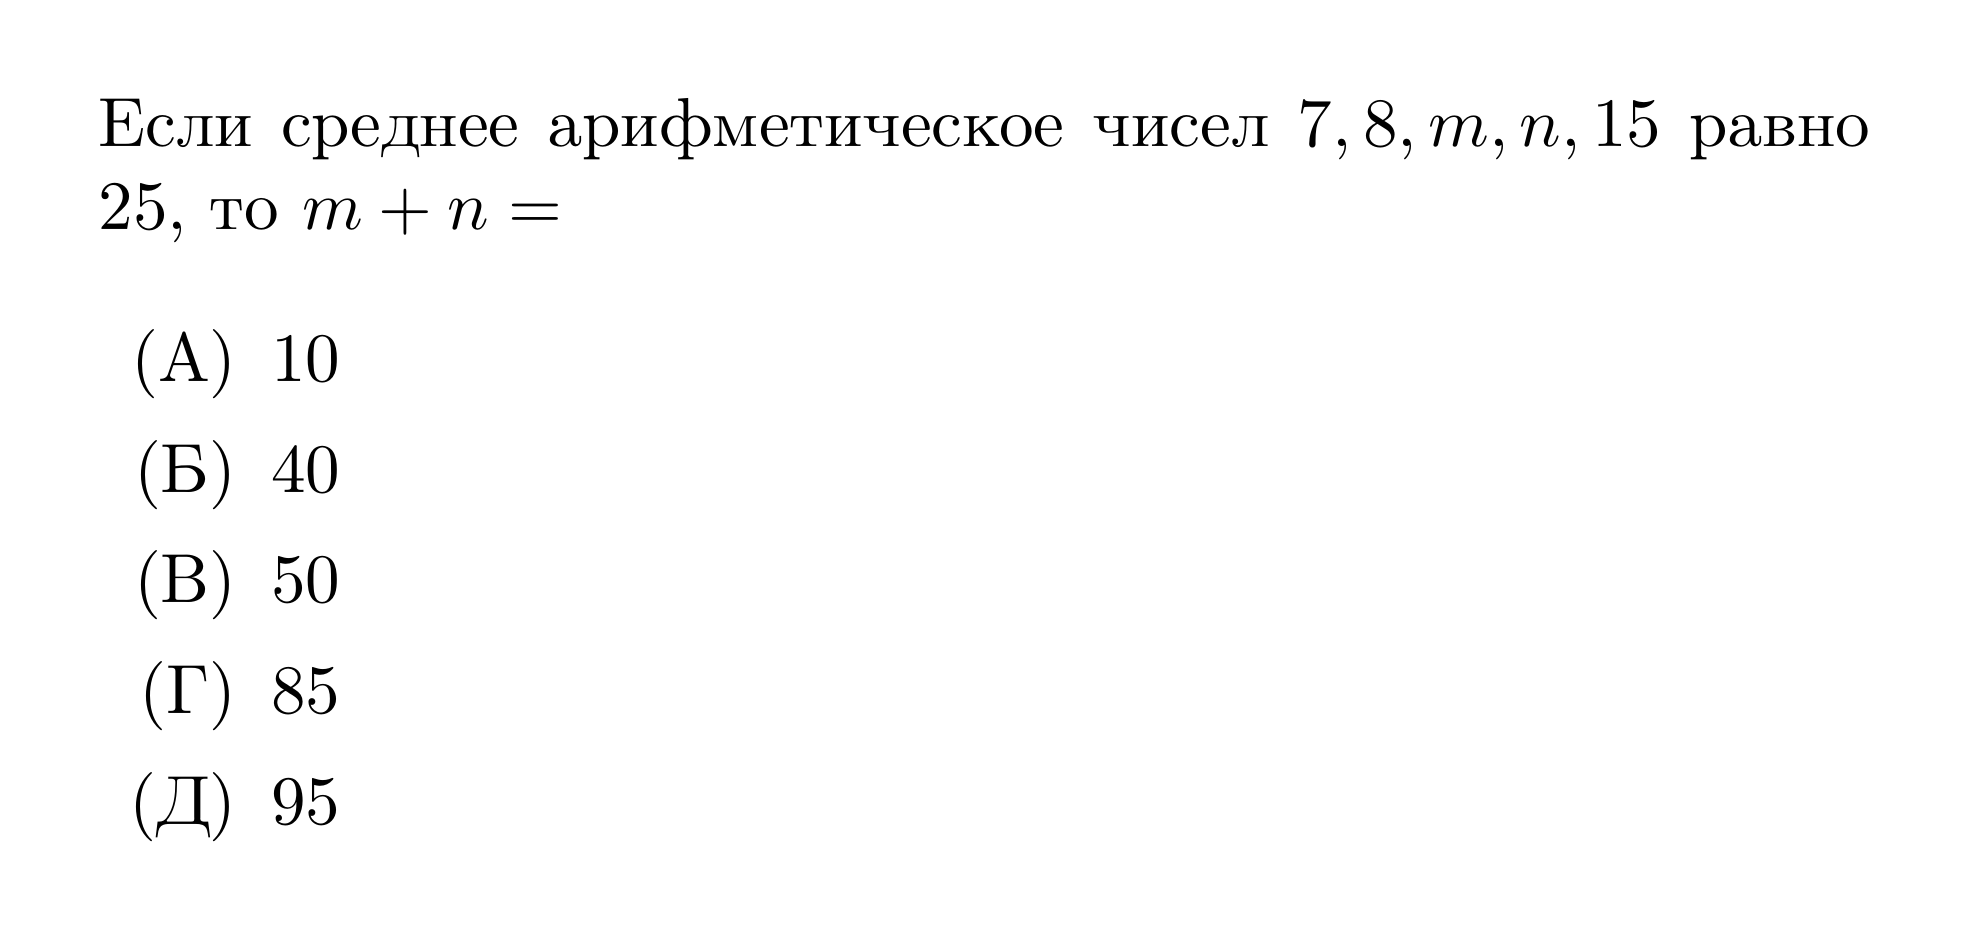 Если среднее арифметическое чисел 7, 8, m, n, 15 равно
25, то m + n =
(А) 10
(Б) 40
(В) 50
(Г) 85
(Д) 95